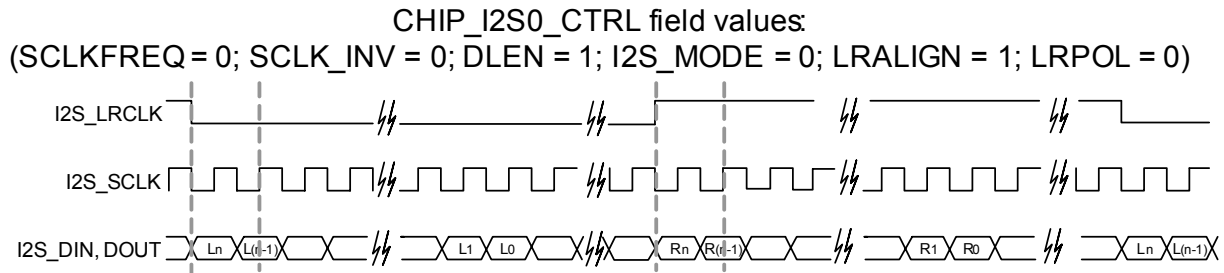 CHIP_I2S0_CTRL field values:
(SCLKFREQ = 0; SCLK_INV = 0; DLEN = 1; I2S_MODE = 0; LRALIGN = 1; LRPOL = 0)
I2S_LRCLK
I2S_SCLK
I2S_DIN, DOUT Ln L(n-1) L1 L0 Rn R(n-1) R1 R0 Ln L(n-1)